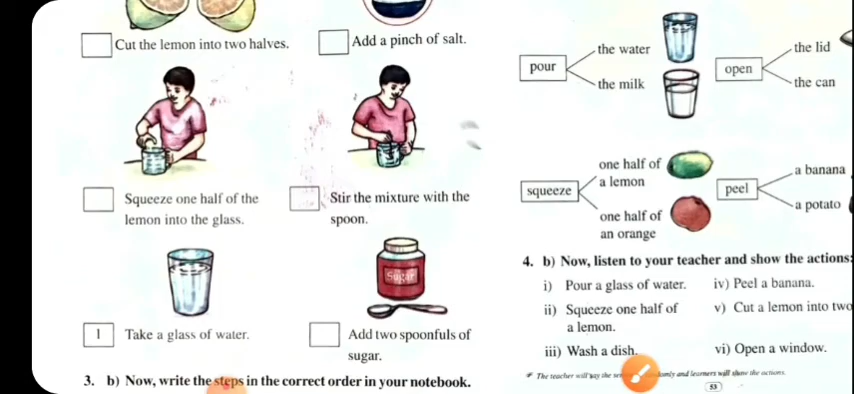 Cut the lemon into two halves.
Add a pinch of salt.
Squeeze one half of the
lemon into the glass.
Stir the mixture with the
spoon.
1 Take a glass of water.
Sugar
Add two spoonfuls of
sugar.
3. b) Now, write the steps in the correct order in your notebook.
pour
the water
the milk
open
the lid
the can
squeeze
one half of
a lemon
one half of
an orange
peel
a banana
a potato
4. b) Now, listen to your teacher and show the actions:
i) Pour a glass of water.
ii) Squeeze one half of
a lemon.
iii) Wash a dish.
iv) Peel a banana.
v) Cut a lemon into two
vi) Open a window.
The teacher will say the and learners will show the actions.
53